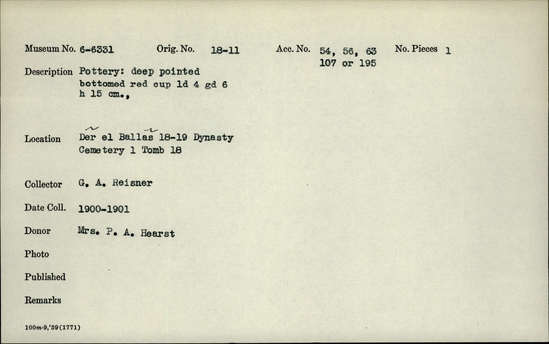 Museum No. 6-6331 Orig. No. 18-11 Acc. No. 54, 56, 63 No. Pieces 1
107 or 195
Description Pottery: deep pointed
bottomed red cup ld 4 gd 6
h 15 cm.,
Location Der el Ballas 18-19 Dynasty
Cemetery 1 Tomb 18
Collector G. A. Reisner
Date Coll. 1900-1901
Donor Mrs. P. A. Hearst
Photo
Published
Remarks
100m-9,'59(1771)